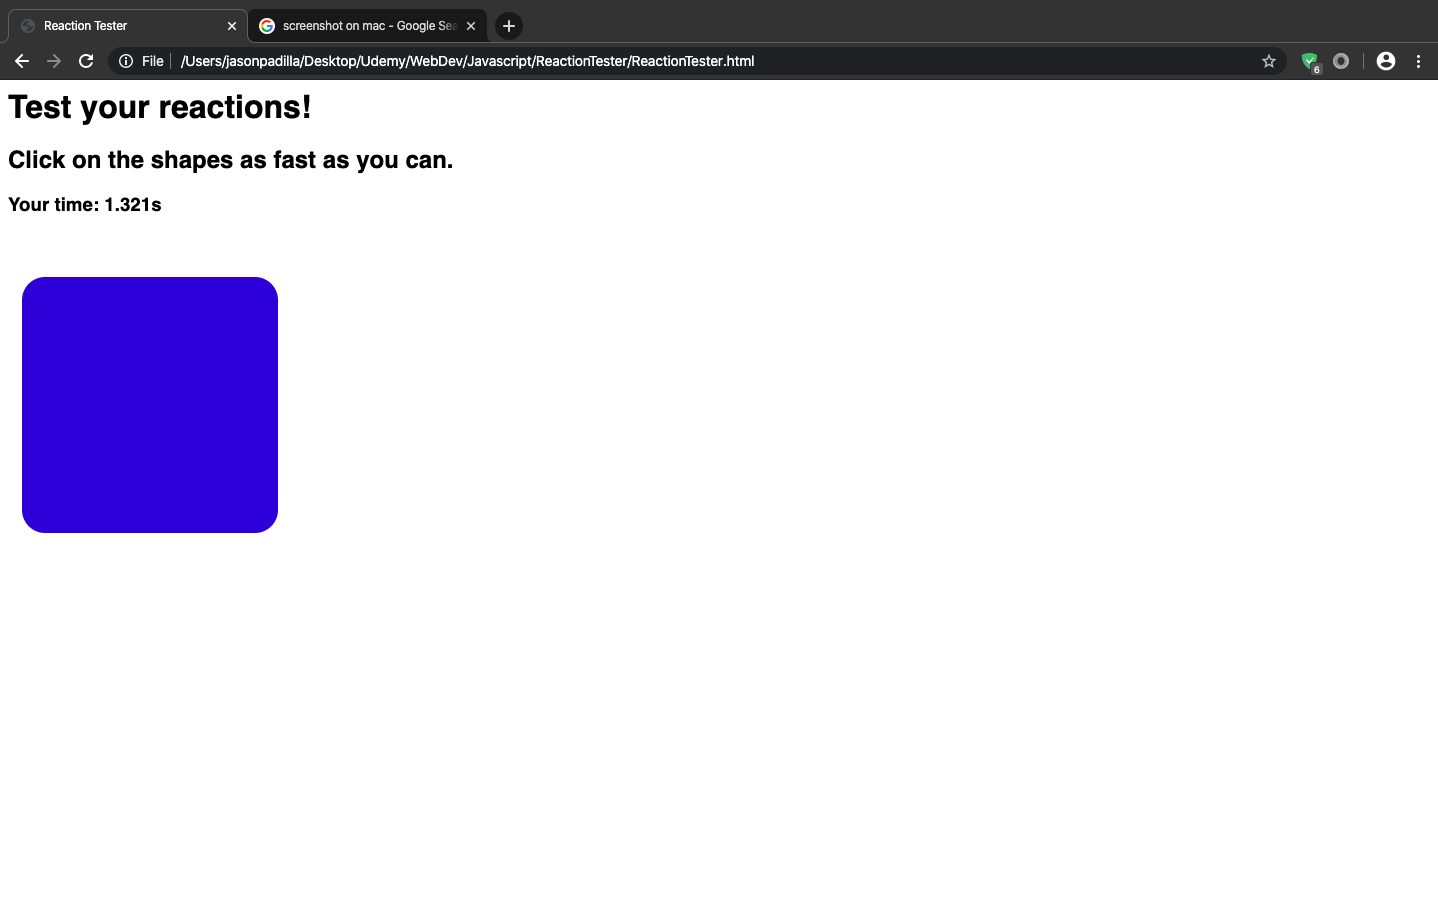 Reaction Tester
screenshot on mac - Google Sea
File
/Users/jasonpadilla/Desktop/Udemy/WebDev/Javascript/ReactionTester/ReactionTester.html
6
Test your reactions!
Click on the shapes as fast as you can.
Your time: 1.321s